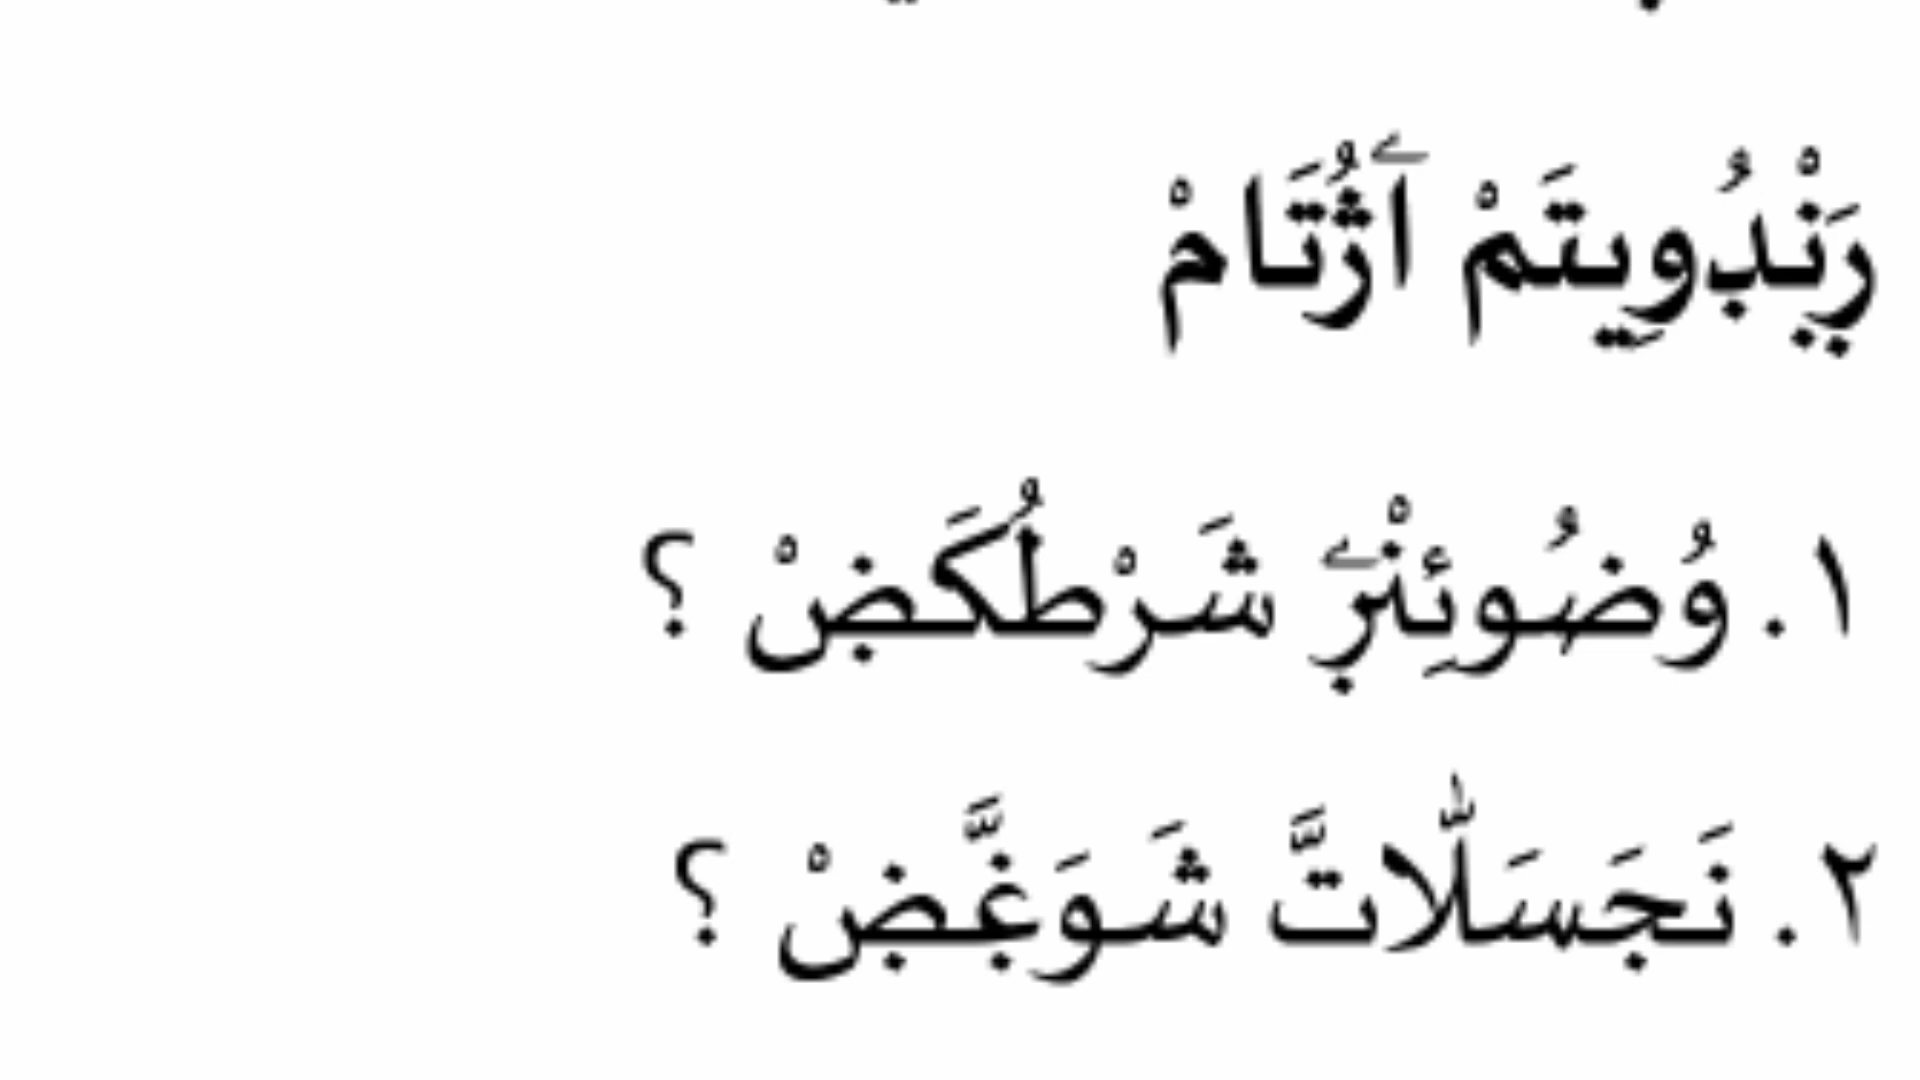 ڔَڹْڊُوِيتَمْ اَۧژُتَامْ
١. وُضُوئِنْڔۧ شَرْطُكَۻْ ؟
٢. نَجَسَلّٰاتَّ شَوَۼَّۻْ ؟